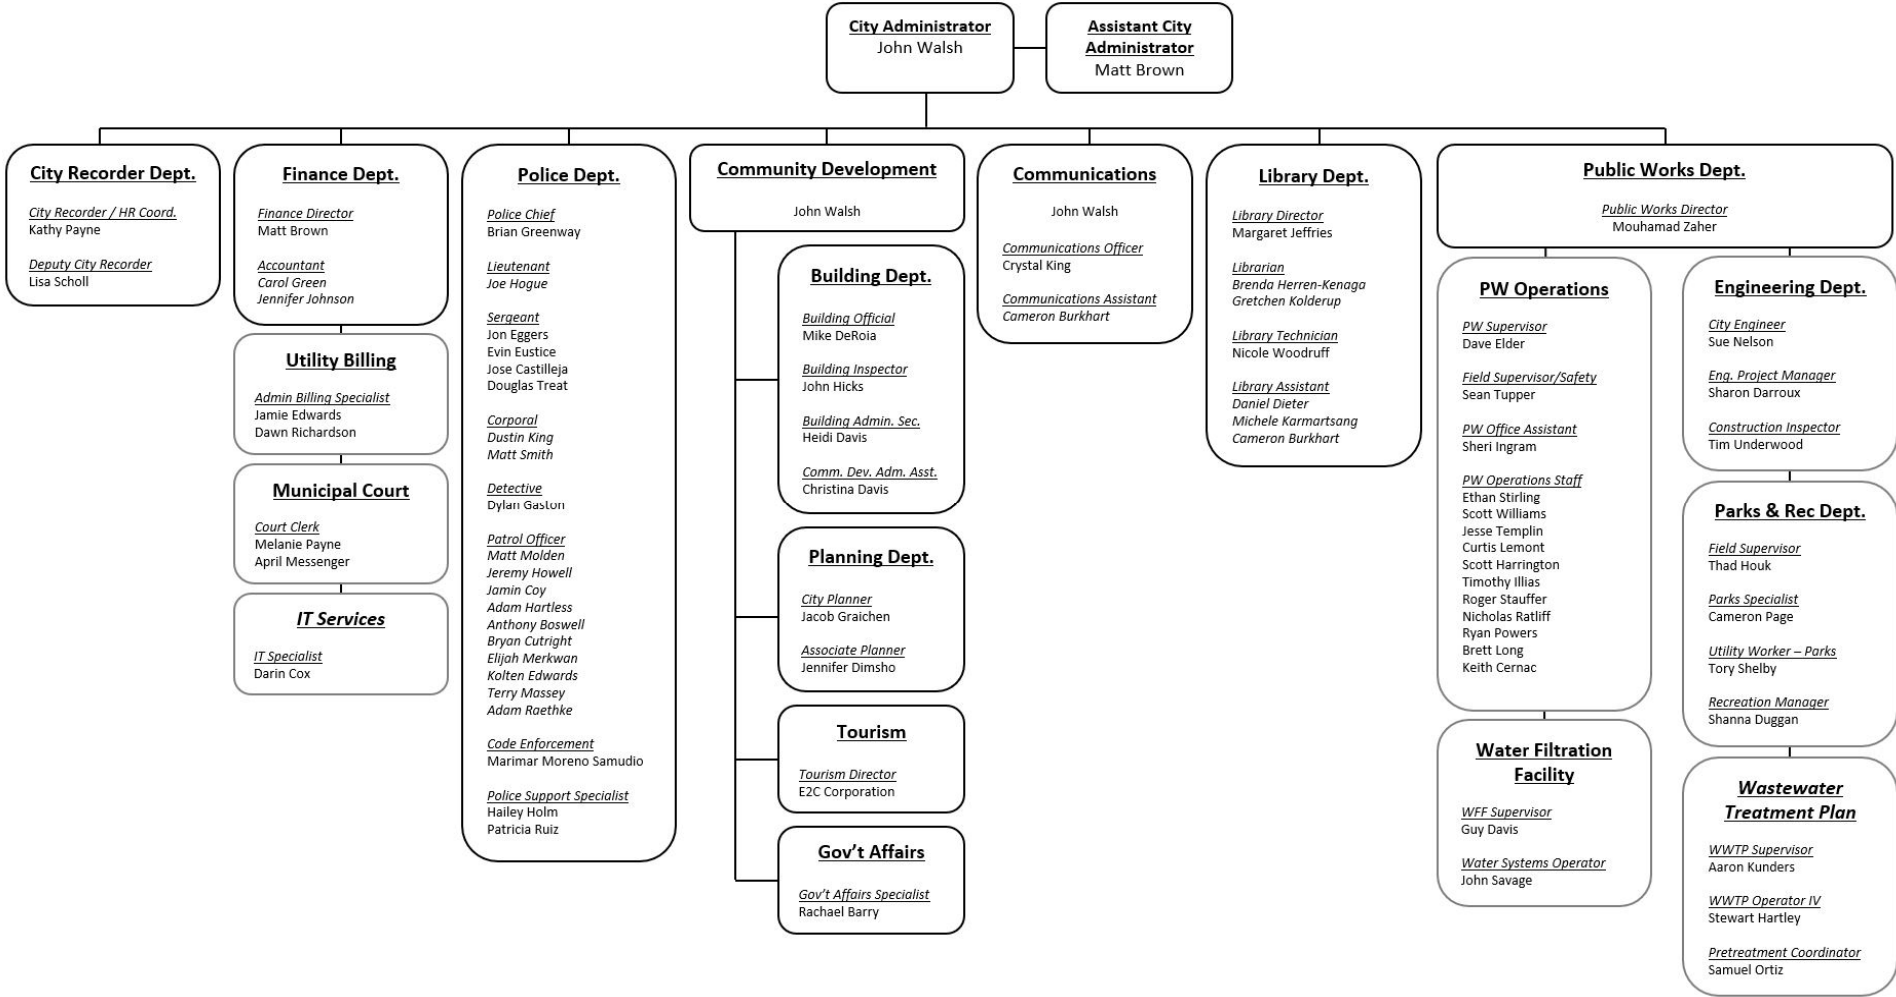 City Administrator
John Walsh
Assistant City
Administrator
Matt Brown
City Recorder Dept.
City Recorder / HR Coord.
Kathy Payne
Deputy City Recorder
Lisa Scholl
Finance Dept.
Finance Director
Matt Brown
Accountant
Carol Green
Jennifer Johnson
Utility Billing
Admin Billing Specialist
Jamie Edwards
Dawn Richardson
Municipal Court
Court Clerk
Melanie Payne
April Messenger
IT Services
IT Specialist
Darin Cox
Police Dept.
Police Chief
Brian Greenway
Lieutenant
Joe Hogue
Sergeant
Jon Eggers
Evin Eustice
Jose Castilleja
Douglas Treat
Corporal
Dustin King
Matt Smith
Detective
Dylan Gaston
Patrol Officer
Matt Molden
Jeremy Howell
Jamin Coy
Adam Hartless
Anthony Boswell
Bryan Cutright
Elijah Merkwan
Kolten Edwards
Terry Massey
Adam Raethke
Code Enforcement
Marimar Moreno Samudio
Police Support Specialist
Hailey Holm
Patricia Ruiz
Community Development
John Walsh
Building Dept.
Building Official
Mike DeRoia
Building Inspector
John Hicks
Building Admin. Sec.
Heidi Davis
Comm. Dev. Adm. Asst.
Christina Davis
Planning Dept.
City Planner
Jacob Graichen
Associate Planner
Jennifer Dimsho
Tourism
Tourism Director
E2C Corporation
Gov’t Affairs
Gov’t Affairs Specialist
Rachael Barry
Communications
John Walsh
Communications Officer
Crystal King
Communications Assistant
Cameron Burkhart
Library Dept.
Library Director
Margaret Jeffries
Librarian
Brenda Herren-Kenaga
Gretchen Kolderup
Library Technician
Nicole Woodruff
Library Assistant
Daniel Dieter
Michele Karmartsang
Cameron Burkhart
Public Works Dept.
Public Works Director
Mouhamad Zaher
PW Operations
PW Supervisor
Dave Elder
Field Supervisor/Safety
Sean Tupper
PW Office Assistant
Sheri Ingram
PW Operations Staff
Ethan Stirling
Scott Williams
Jesse Templin
Curtis Lemont
Scott Harrington
Timothy Illias
Roger Stauffer
Nicholas Ratliff
Ryan Powers
Brett Long
Keith Cernac
Water Filtration
Facility
WFF Supervisor
Guy Davis
Water Systems Operator
John Savage
Engineering Dept.
City Engineer
Sue Nelson
Eng. Project Manager
Sharon Darroux
Construction Inspector
Tim Underwood
Parks & Rec Dept.
Field Supervisor
Thad Houk
Parks Specialist
Cameron Page
Utility Worker – Parks
Tory Shelby
Recreation Manager
Shanna Duggan
Wastewater
Treatment Plan
WWTP Supervisor
Aaron Kunders
WWTP Operator IV
Stewart Hartley
Pretreatment Coordinator
Samuel Ortiz